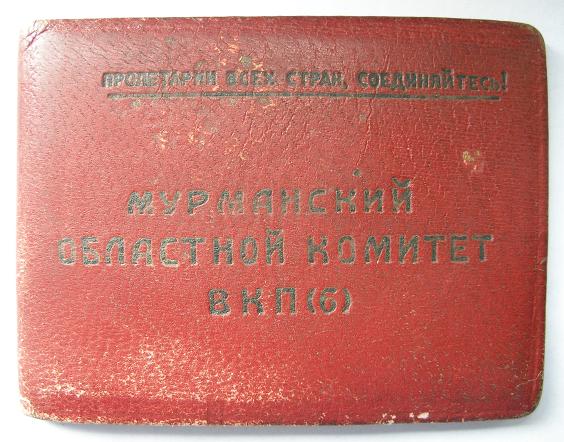 ПРОЛЕТАРИИ ВСЕХ СТРАН, СОЕДИНЯЙТЕСЬ!
МУРМАНСКИЙ
ОБЛАСТНОЙ КОМИТЕТ
ВКП(б)